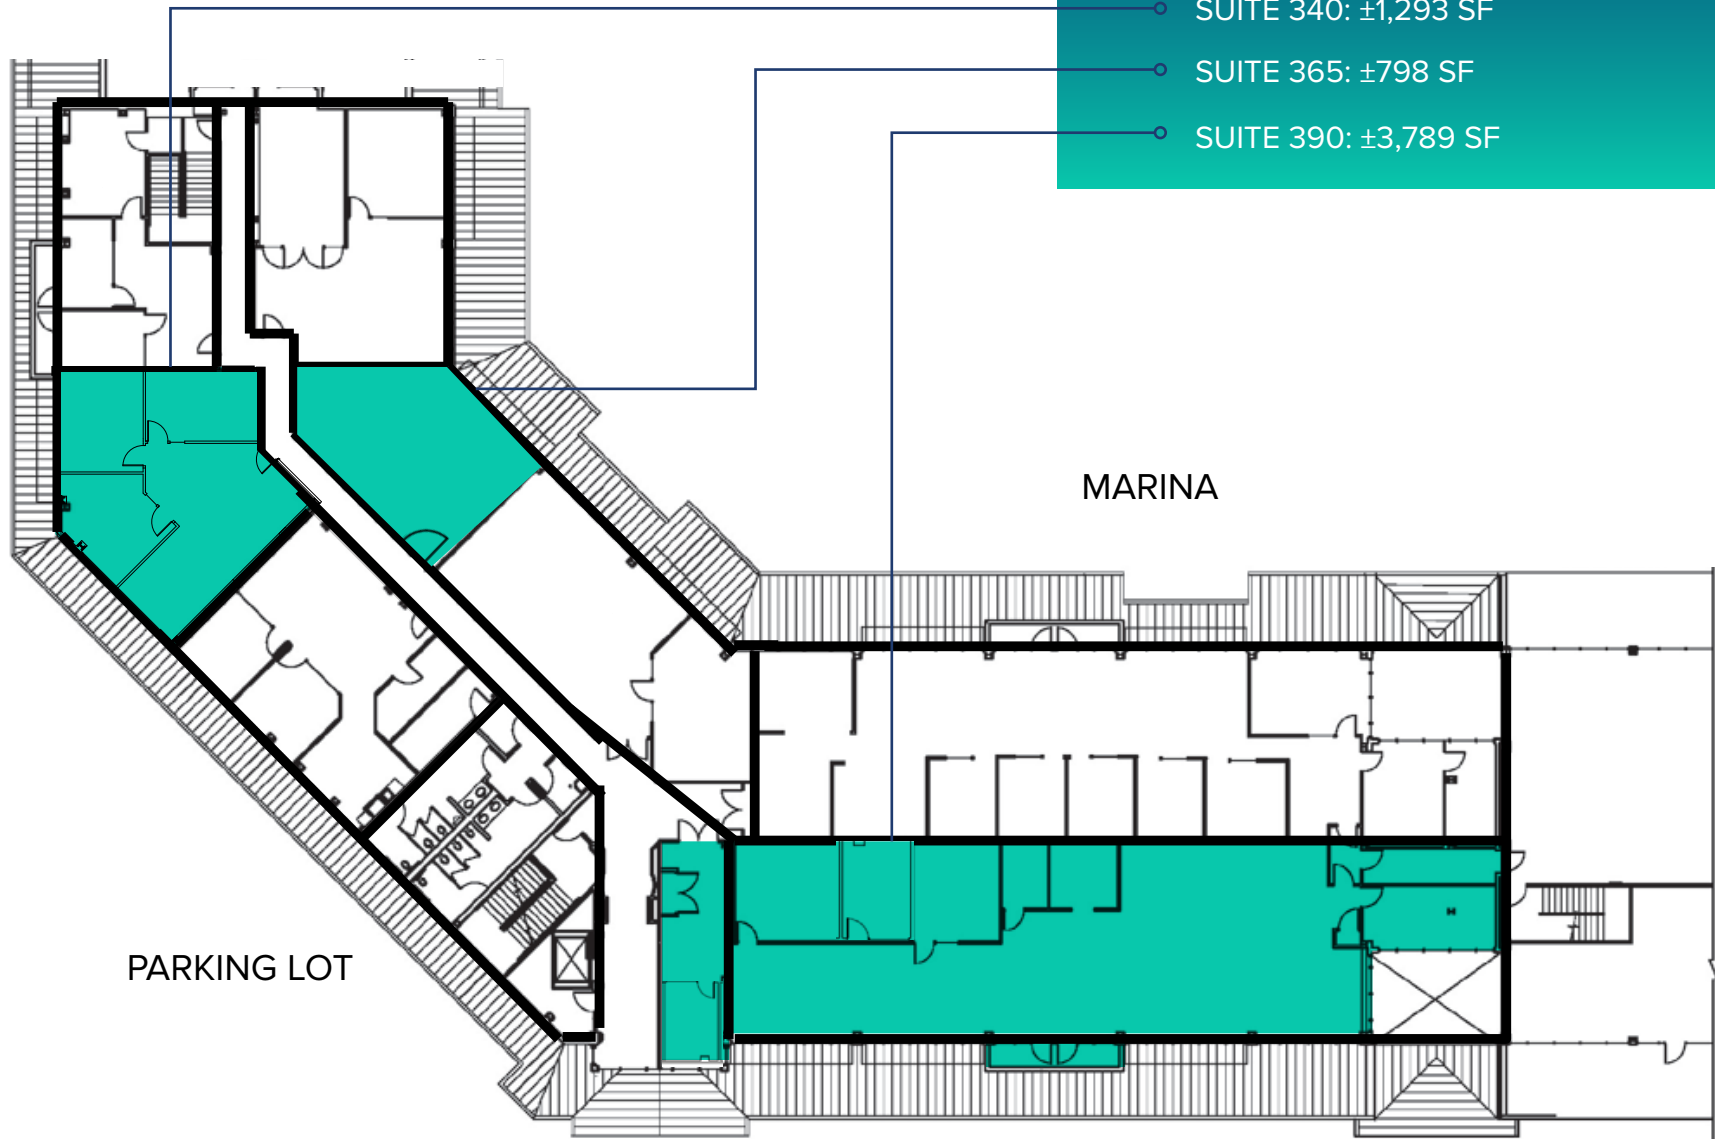 SUITE 340: ±1,293 SF
SUITE 365: ±798 SF
SUITE 390: ±3,789 SF
MARINA
PARKING LOT